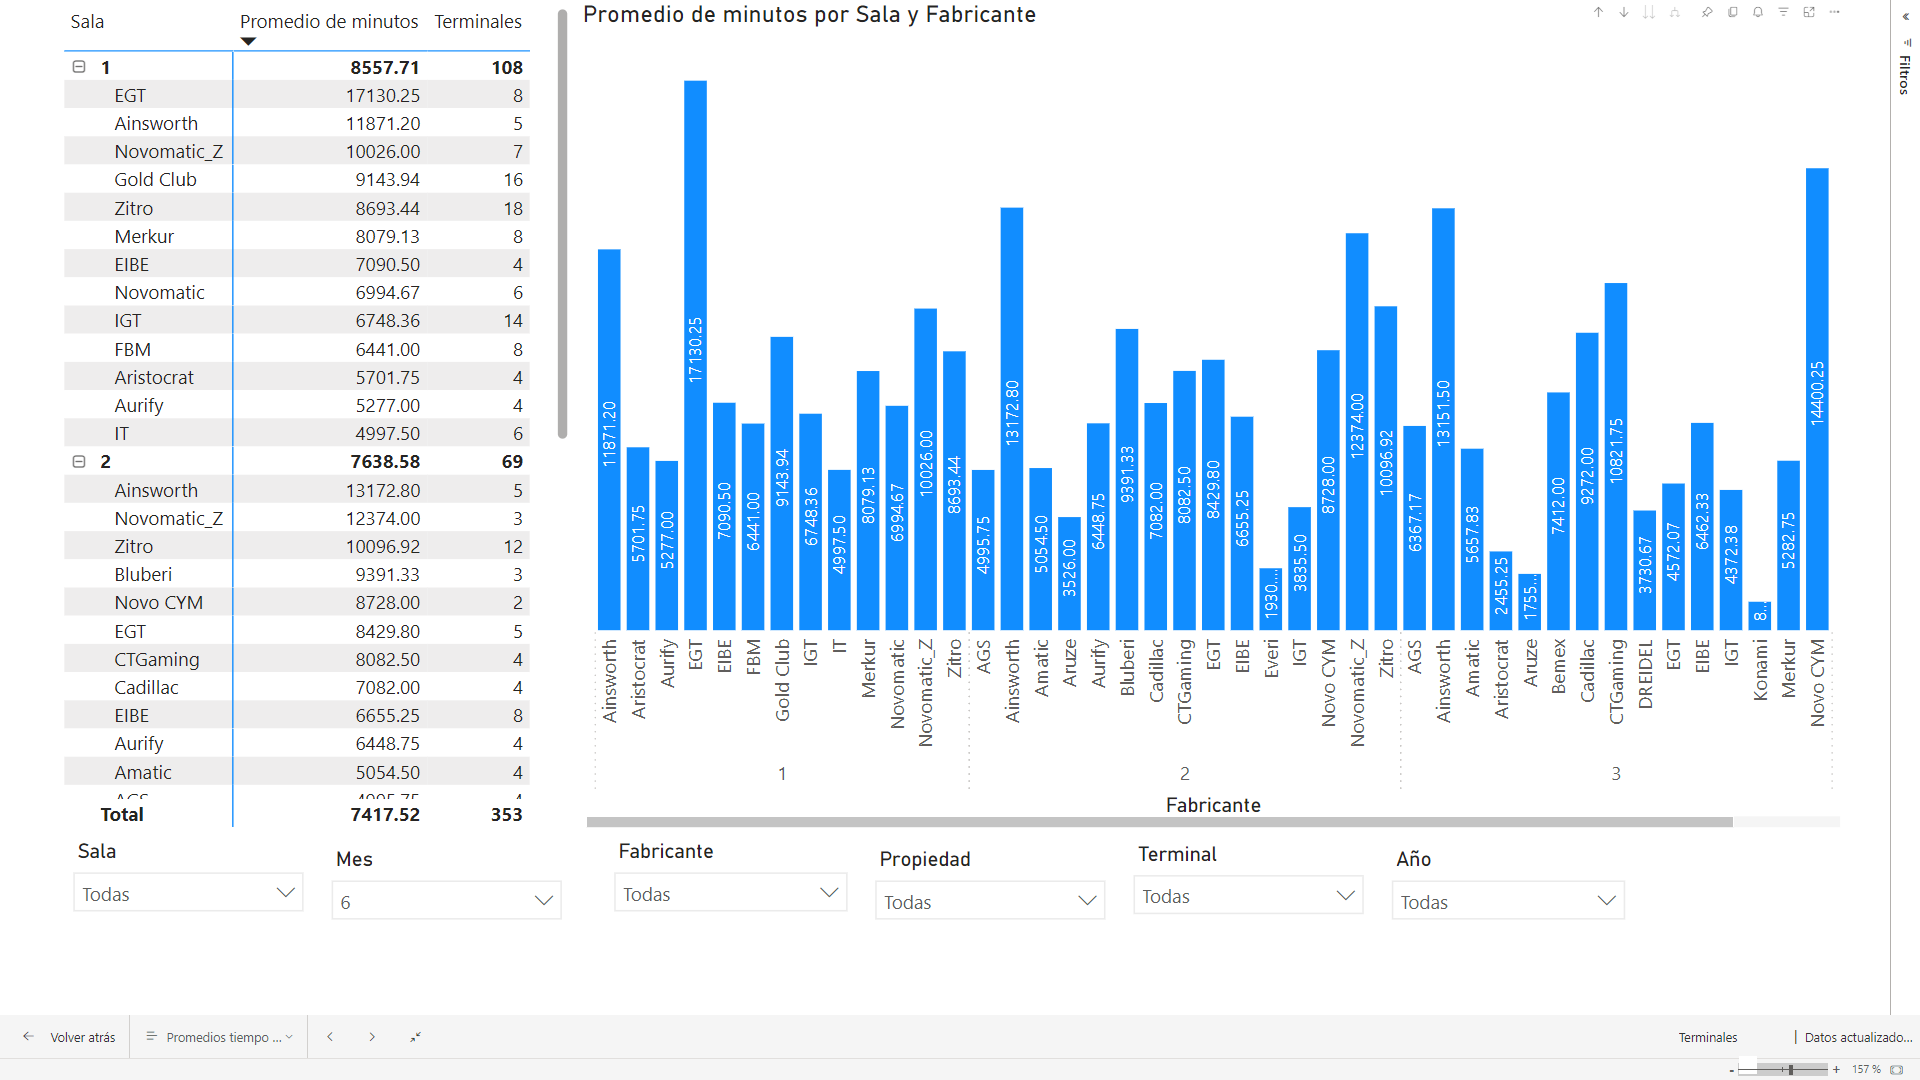 Sala Promedio de minutos Terminales
1 8557.71 108
EGT 17130.25 8
Ainsworth 11871.20 5
Novomatic_Z 10026.00 7
Gold Club 9143.94 16
Zitro 8693.44 18
Merkur 8079.13 8
EIBE 7090.50 4
Novomatic 6994.67 6
IGT 6748.36 14
FBM 6441.00 8
Aristocrat 5701.75 4
Aurify 5277.00 4
IT 4997.50 6
2 7638.58 69
Ainsworth 13172.80 5
Novomatic_Z 12374.00 3
Zitro 10096.92 12
Bluberi 9391.33 3
Novo CYM 8728.00 2
EGT 8429.80 5
CTGaming 8082.50 4
Cadillac 7082.00 4
EIBE 6655.25 8
Aurify 6448.75 4
Amatic 5054.50 4
AGS 4995.75 4
Total 7417.52 353
Promedio de minutos por Sala y Fabricante
11871.20 5701.75 5277.00 17130.25 7090.50 6441.00 9143.94 6748.36 4997.50 8079.13 6994.67 10026.00 8693.44 4995.75 13172.80 5054.50 3526.00 6448.75 9391.33 7082.00 8082.50 8429.80 6655.25 1930.... 3835.50 8728.00 12374.00 10096.92 6367.17 13151.50 5657.83 2455.25 1755... 7412.00 9272.00 10821.75 3730.67 4572.07 6462.33 4372.38 8... 5282.75 14400.25
Ainsworth Aristocrat Aurify EGT EIBE FBM Gold Club IGT IT Merkur Novomatic Novomatic_Z Zitro AGS Ainsworth Amatic Aruze Aurify Bluberi Cadillac CTGaming EGT EIBE Everi IGT Novo CYM Novomatic_Z Zitro AGS Ainsworth Amatic Aristocrat Aruze Bemex Cadillac CTGaming DREIDEL EGT EIBE IGT Konami Merkur Novo CYM
1 2 3
Fabricante
Filtros
Sala
Todas
Mes
6
Fabricante
Todas
Propiedad
Todas
Terminal
Todas
Año
Todas
Volver atrás Promedios tiempo ... Terminales | Datos actualizado...
- + 157 %